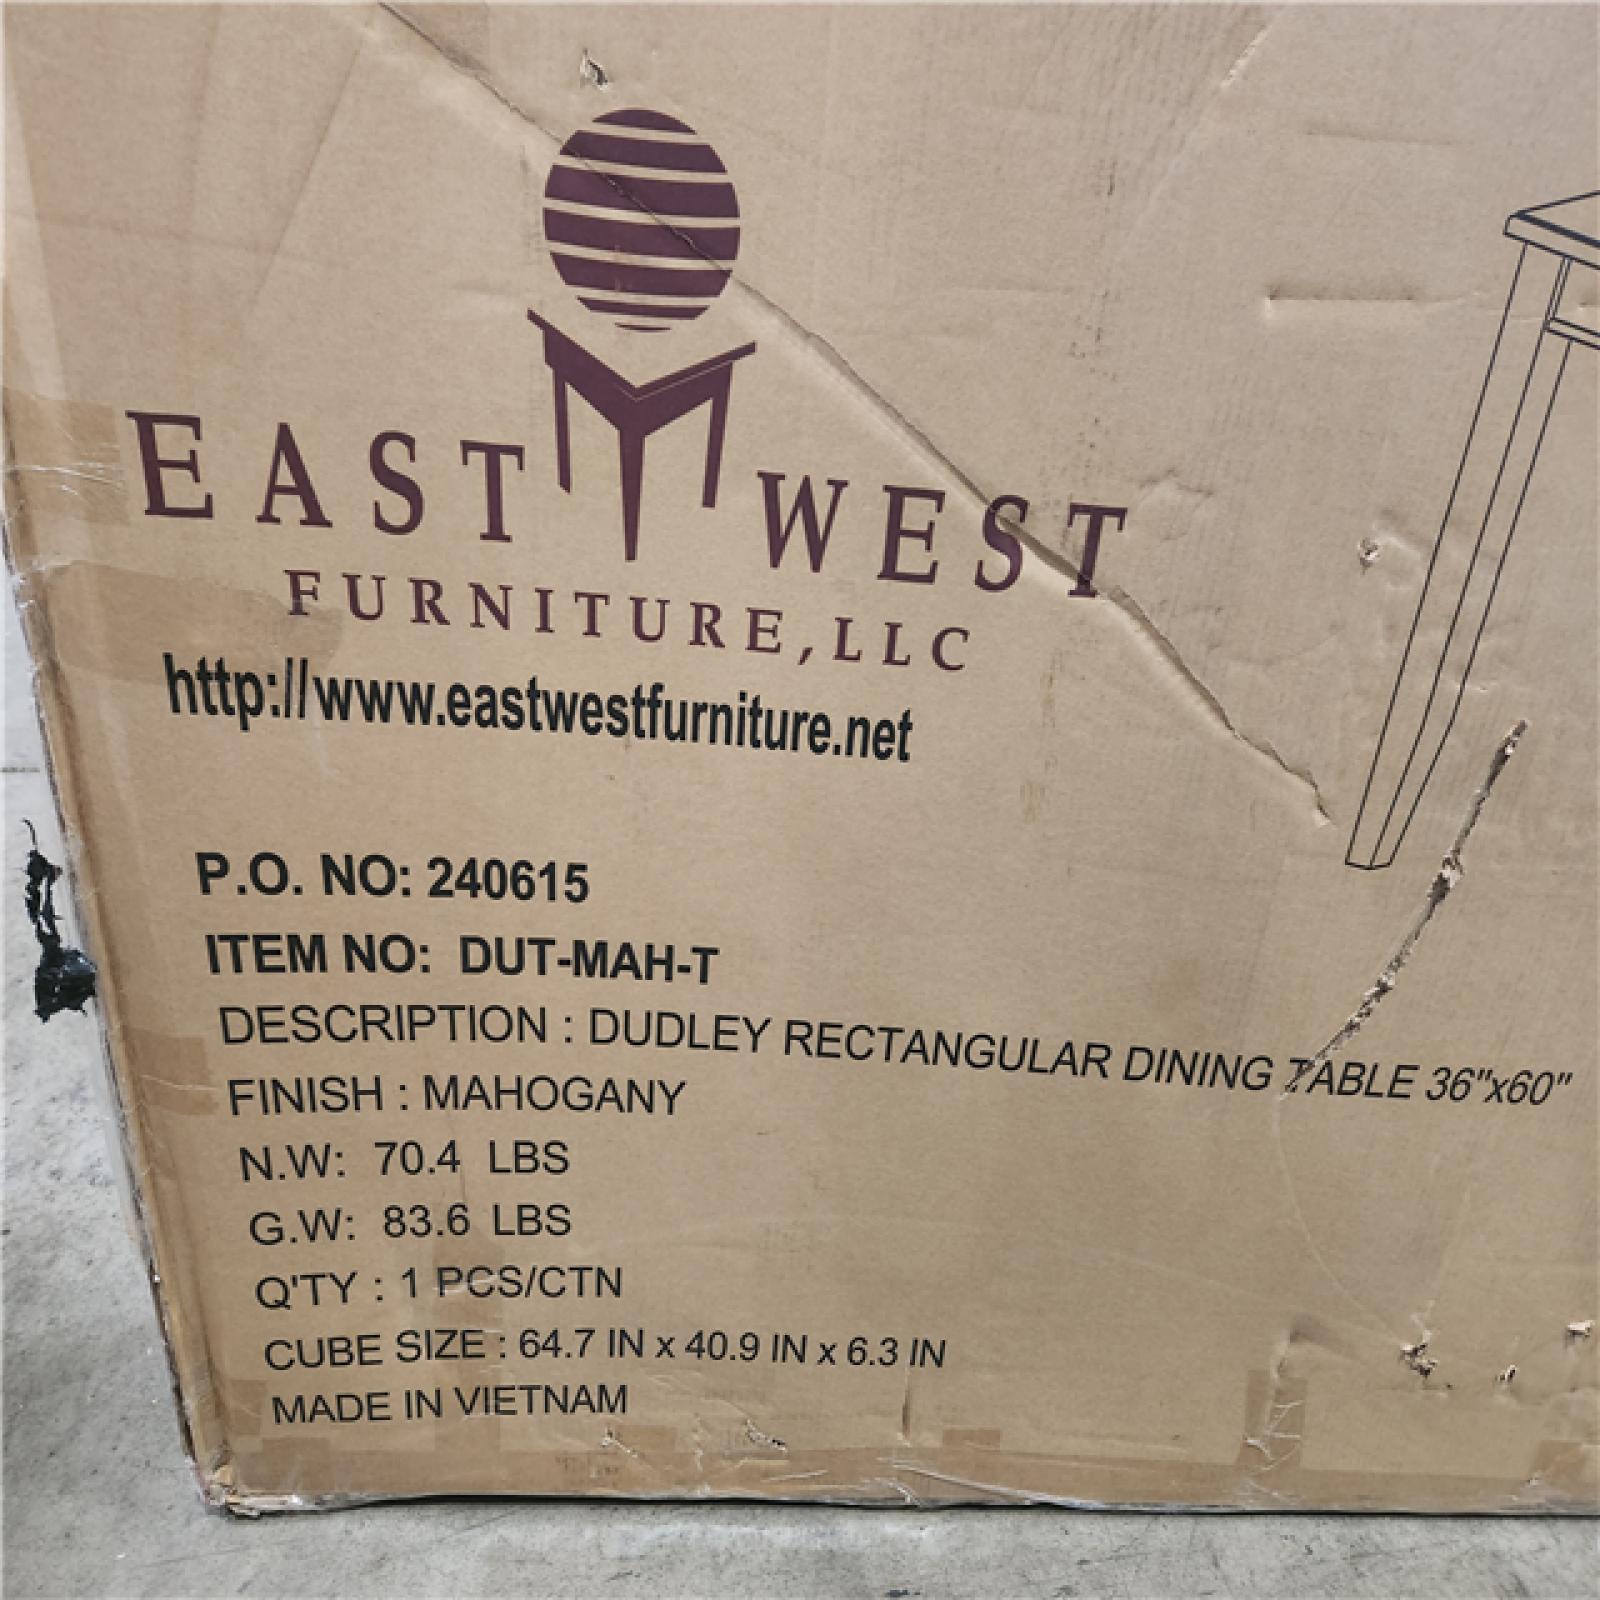 EAST WEST
FURNITURE, LLC
http://www.eastwestfurniture.net
P.O. NO: 240615
ITEM NO: DUT-MAH-T
DESCRIPTION : DUDLEY RECTANGULAR DINING TABLE 36"x60"
FINISH : MAHOGANY
N.W: 70.4 LBS
G.W: 83.6 LBS
Q'TY : 1 PCS/CTN
CUBE SIZE : 64.7 IN x 40.9 IN x 6.3 IN
MADE IN VIETNAM